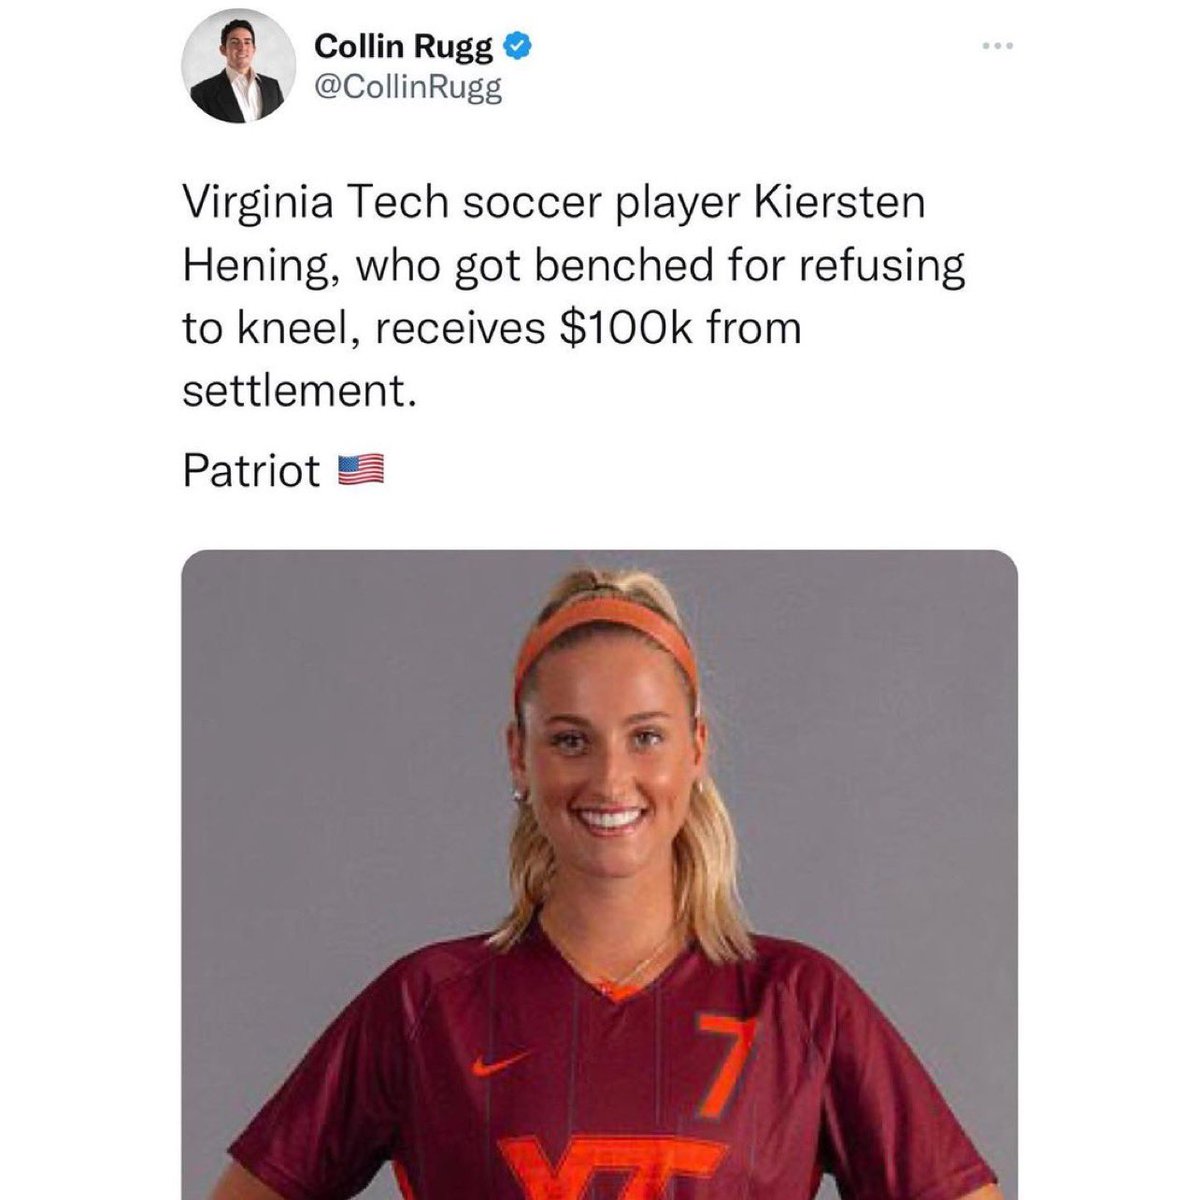 Collin Rugg
@CollinRugg
Virginia Tech soccer player Kiersten
Hening, who got benched for refusing
to kneel, receives $100k from
settlement.
Patriot 🇺🇸
7
VT